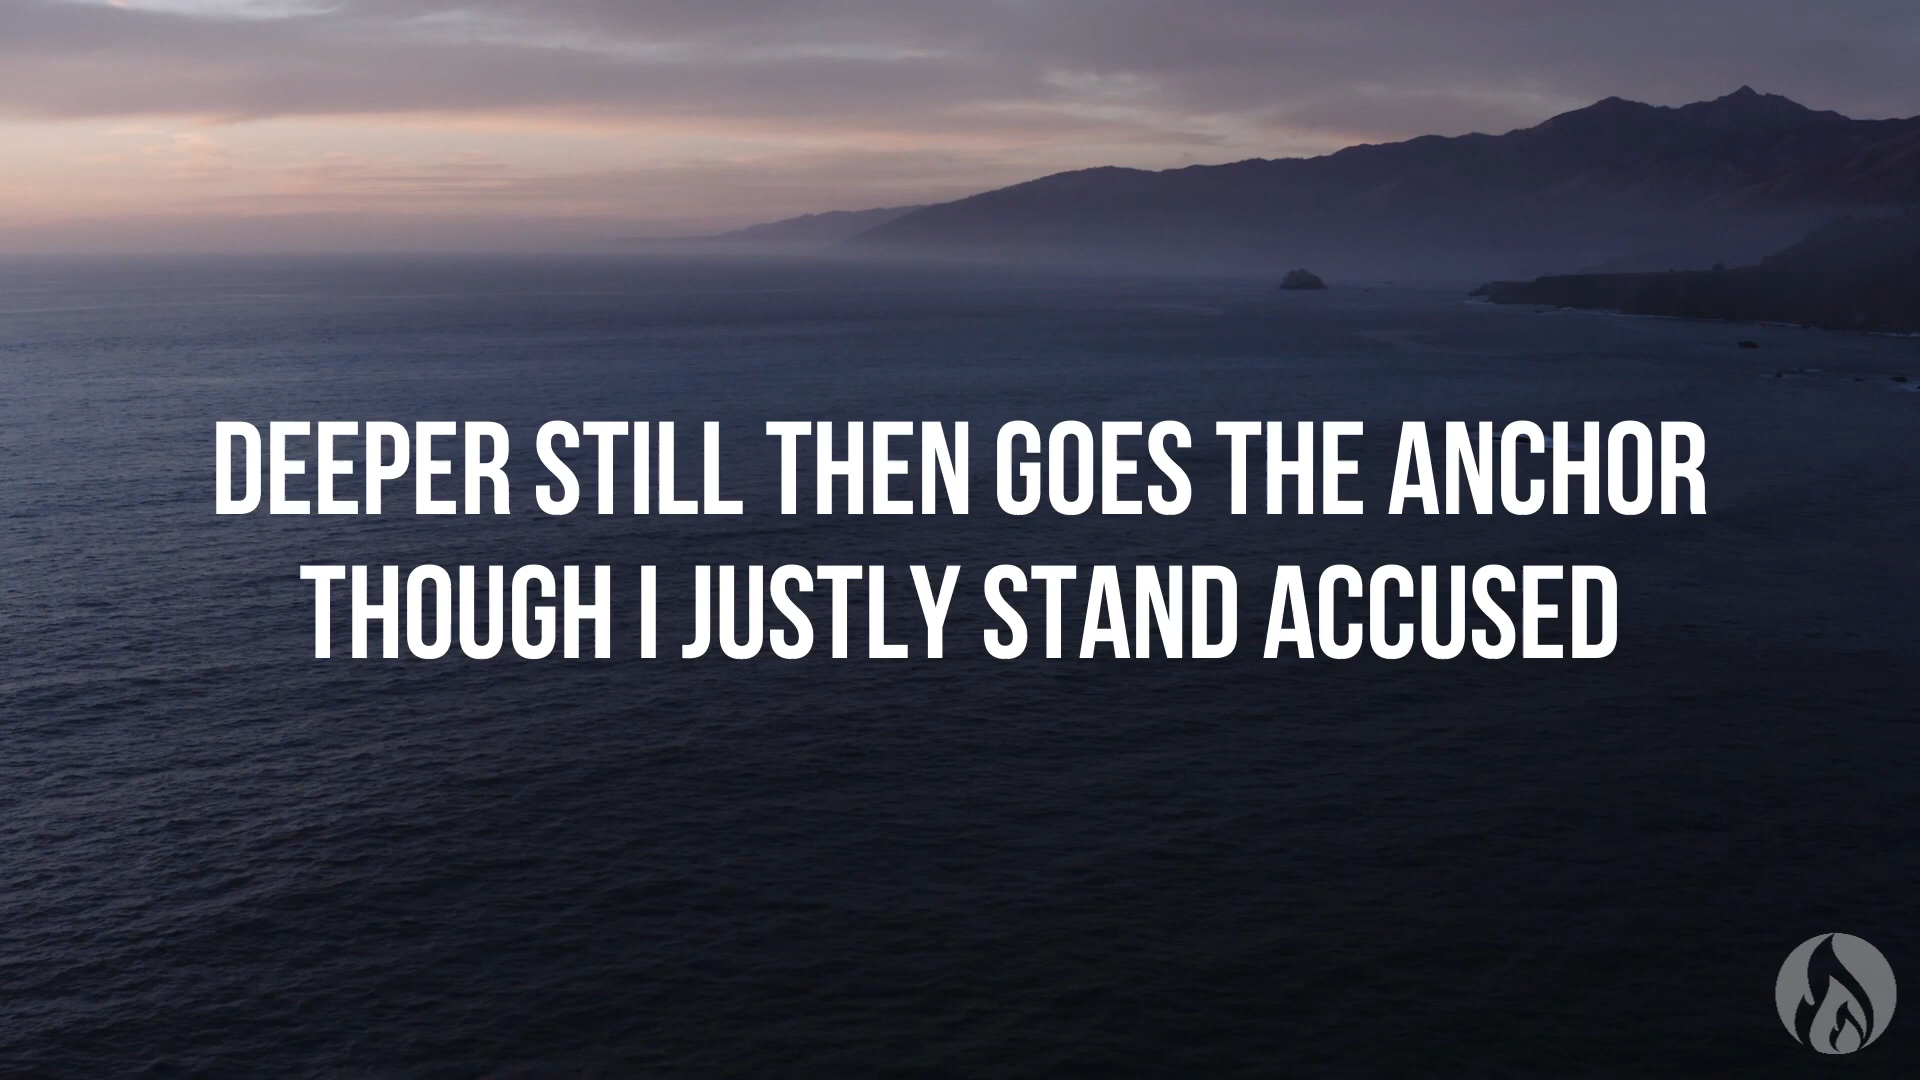 DEEPER STILL THEN GOES THE ANCHOR
THOUGH I JUSTLY STAND ACCUSED